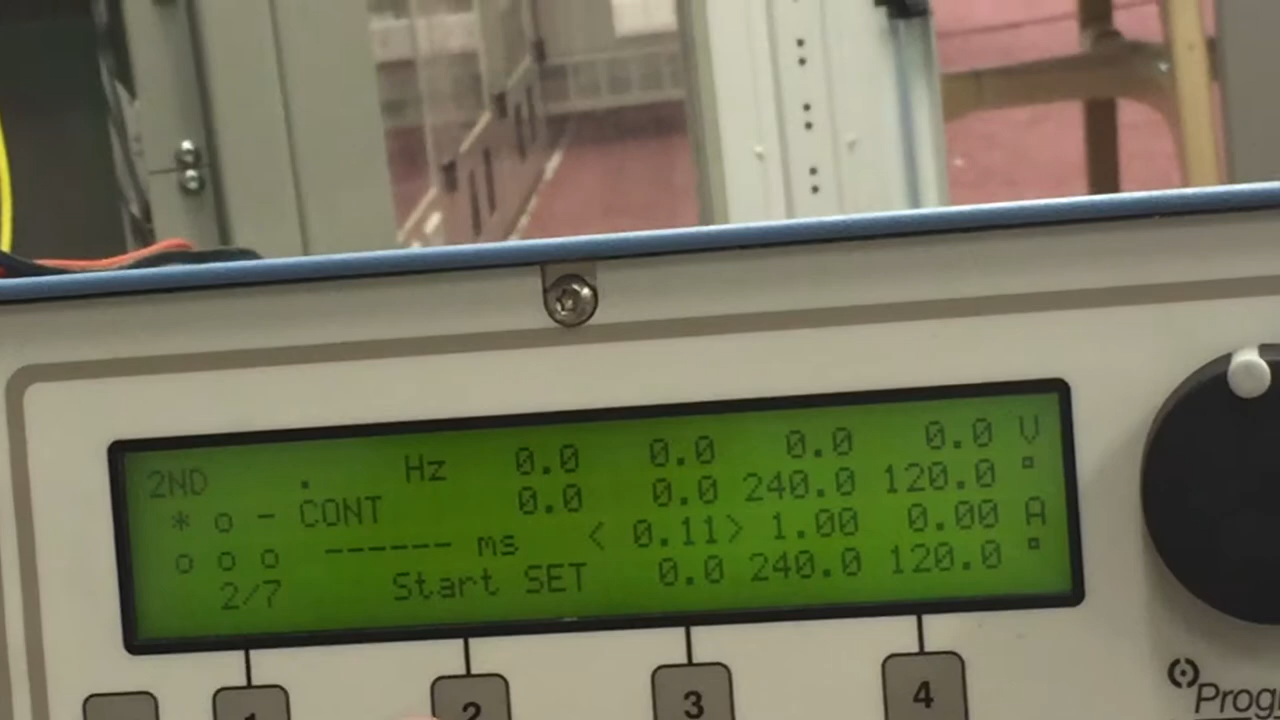 2ND . Hz 0.0 0.0 0.0 0.0 V
* o - CONT 0.0 0.0 240.0 120.0 °
o o o ------ ms < 0.11> 1.00 0.00 A
2/7 Start SET 0.0 240.0 120.0 °
1 2 3 4
Prog